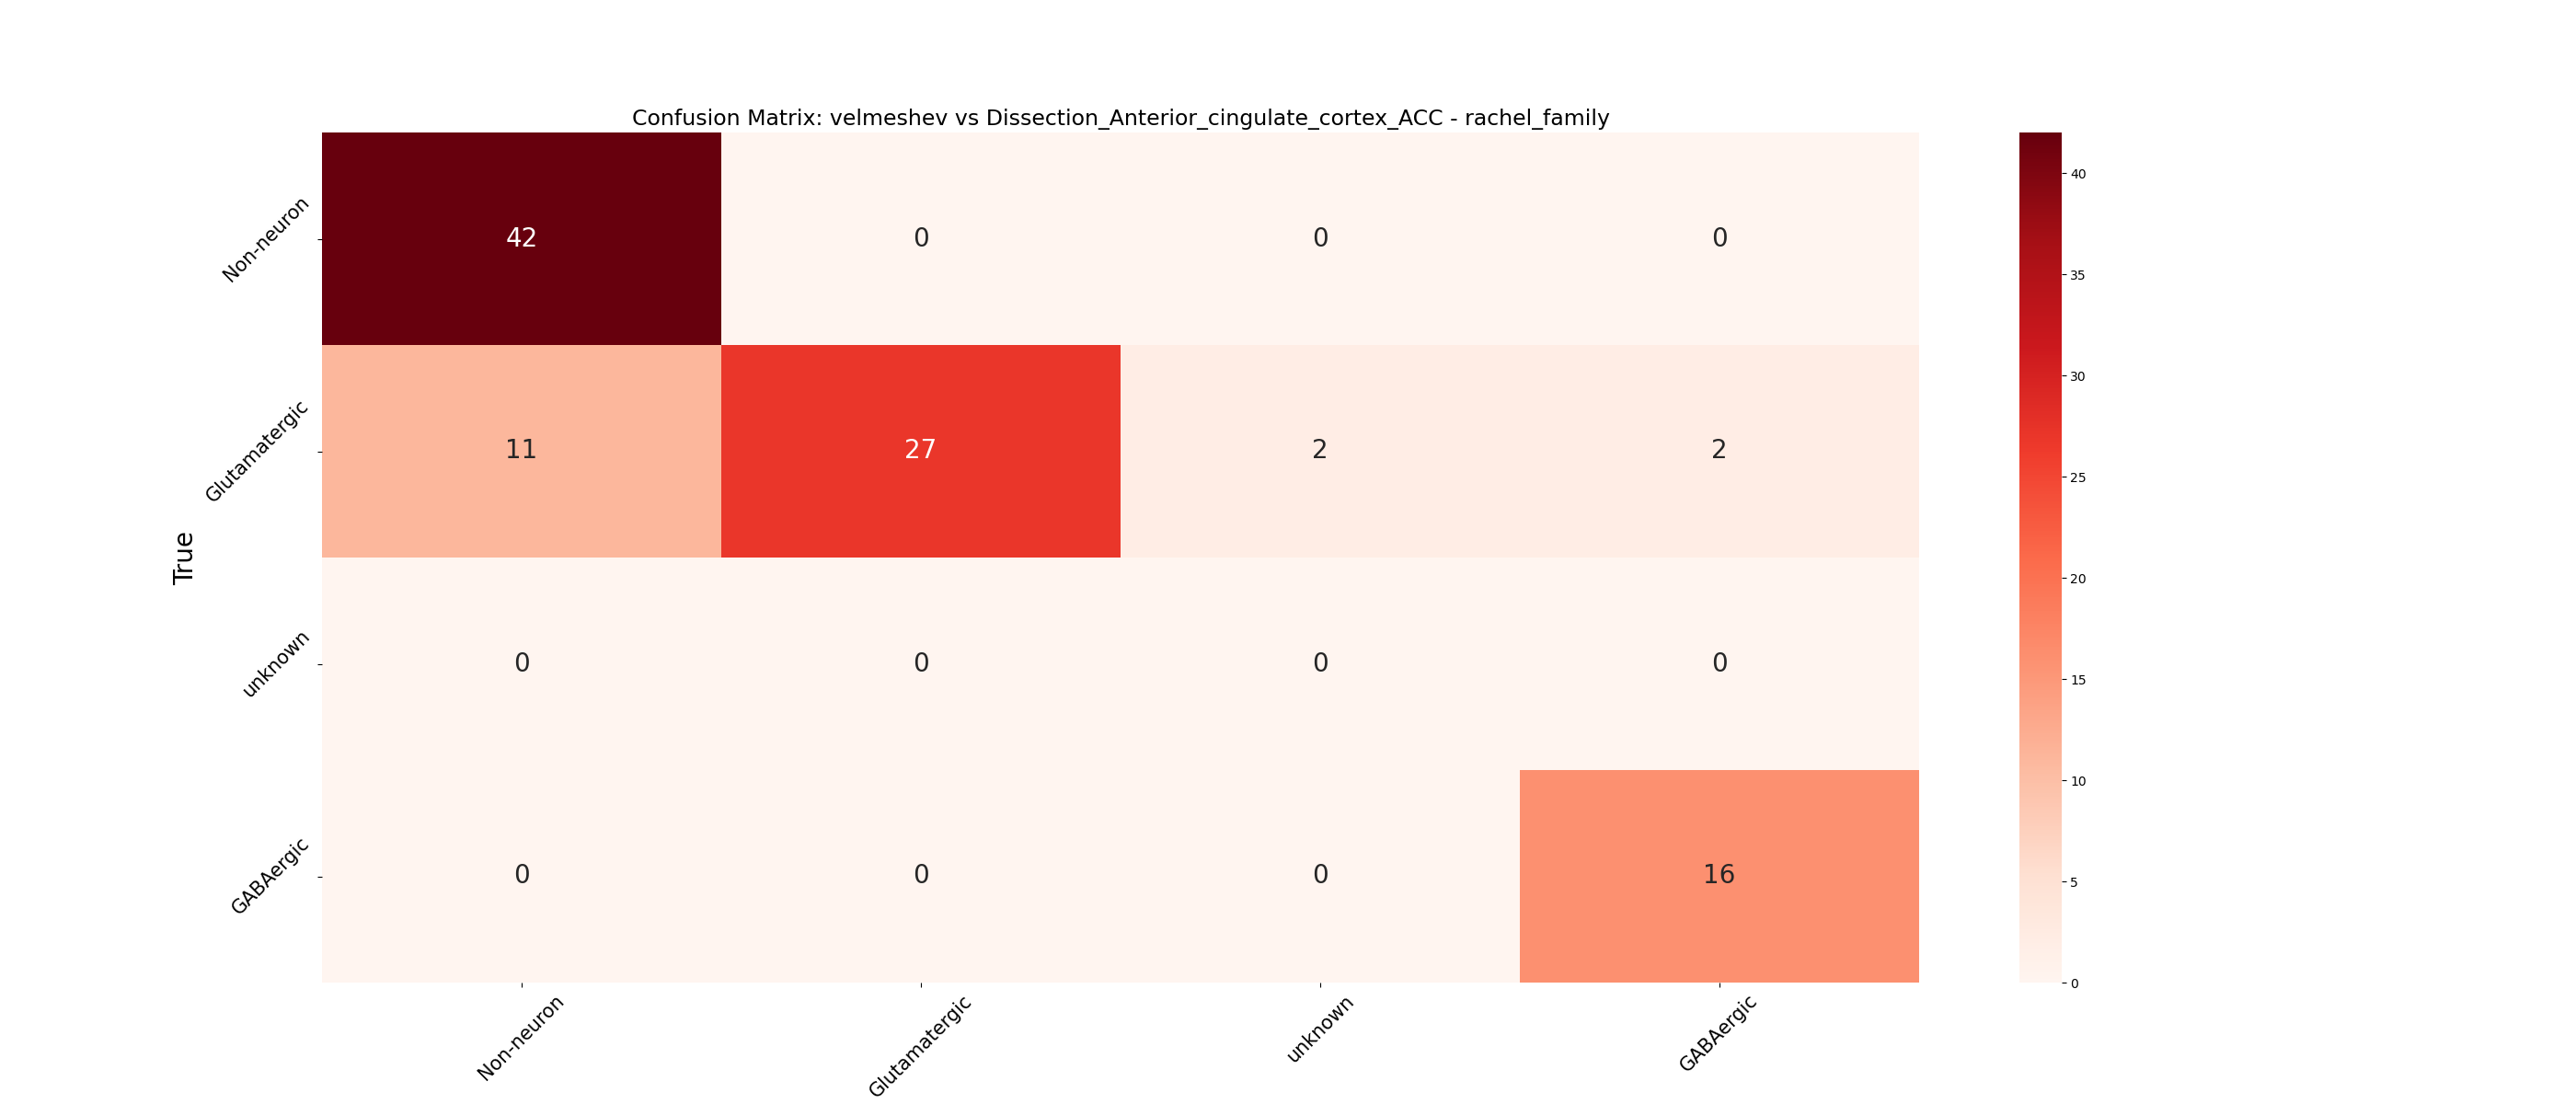 Confusion Matrix: velmeshev vs Dissection_Anterior_cingulate_cortex_ACC - rachel_family
Non-neuron
42
0
0
0
Glutamatergic
11
27
2
2
unknown
0
0
0
0
GABAergic
0
0
0
16
True
Non-neuron
Glutamatergic
unknown
GABAergic
40
35
30
25
20
15
10
5
0